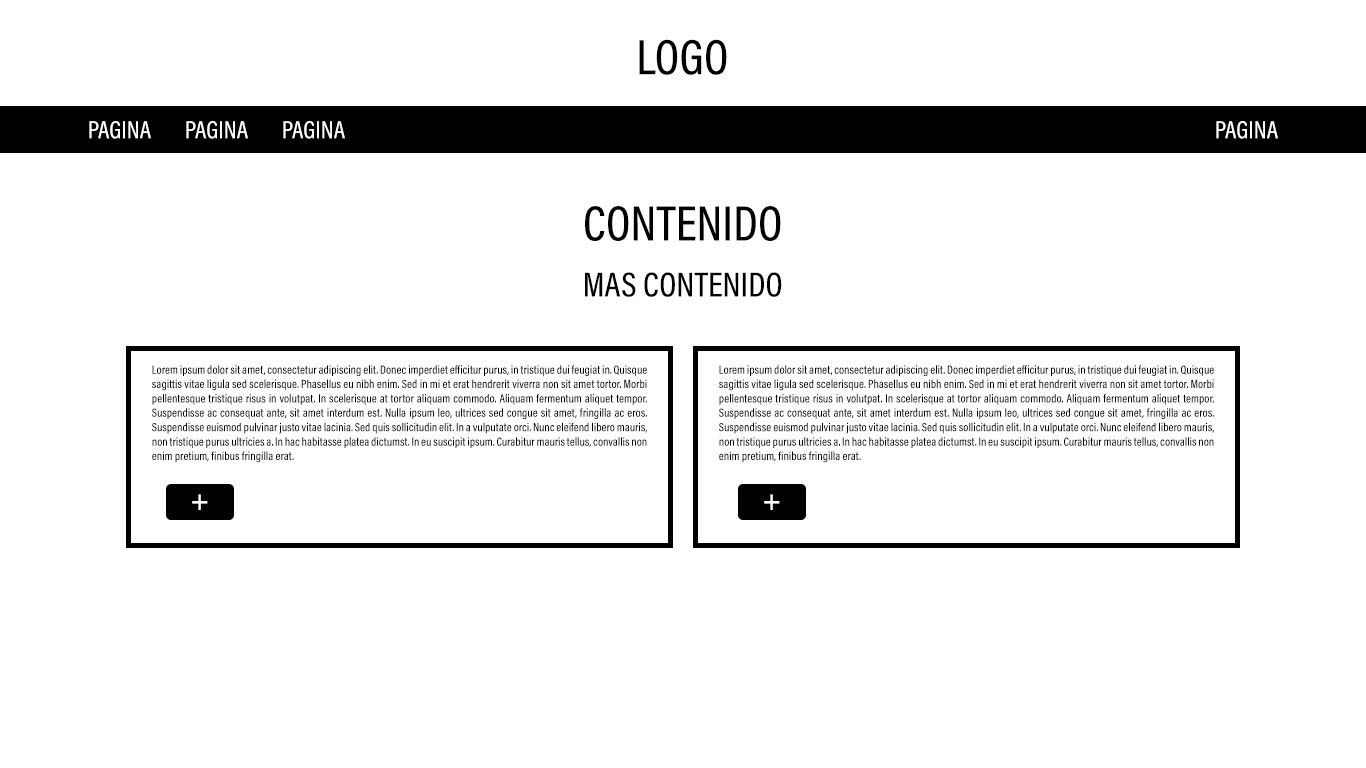 LOGO
PAGINA PAGINA PAGINA PAGINA
CONTENIDO
MAS CONTENIDO
Lorem ipsum dolor sit amet, consectetur adipiscing elit. Donec imperdiet efficitur purus, in tristique dui feugiat in. Quisque
sagittis vitae ligula sed scelerisque. Phasellus eu nibh enim. Sed in mi et erat hendrerit viverra non sit amet tortor. Morbi
pellentesque tristique risus in volutpat. In scelerisque at tortor aliquam commodo. Aliquam fermentum aliquet tempor.
Suspendisse ac consequat ante, sit amet interdum est. Nulla ipsum leo, ultrices sed congue sit amet, fringilla ac eros.
Suspendisse euismod pulvinar justo vitae lacinia. Sed quis sollicitudin elit. In a vulputate orci. Nunc eleifend libero mauris,
non tristique purus ultricies a. In hac habitasse platea dictumst. In eu suscipit ipsum. Curabitur mauris tellus, convallis non
enim pretium, finibus fringilla erat.
+
Lorem ipsum dolor sit amet, consectetur adipiscing elit. Donec imperdiet efficitur purus, in tristique dui feugiat in. Quisque
sagittis vitae ligula sed scelerisque. Phasellus eu nibh enim. Sed in mi et erat hendrerit viverra non sit amet tortor. Morbi
pellentesque tristique risus in volutpat. In scelerisque at tortor aliquam commodo. Aliquam fermentum aliquet tempor.
Suspendisse ac consequat ante, sit amet interdum est. Nulla ipsum leo, ultrices sed congue sit amet, fringilla ac eros.
Suspendisse euismod pulvinar justo vitae lacinia. Sed quis sollicitudin elit. In a vulputate orci. Nunc eleifend libero mauris,
non tristique purus ultricies a. In hac habitasse platea dictumst. In eu suscipit ipsum. Curabitur mauris tellus, convallis non
enim pretium, finibus fringilla erat.
+